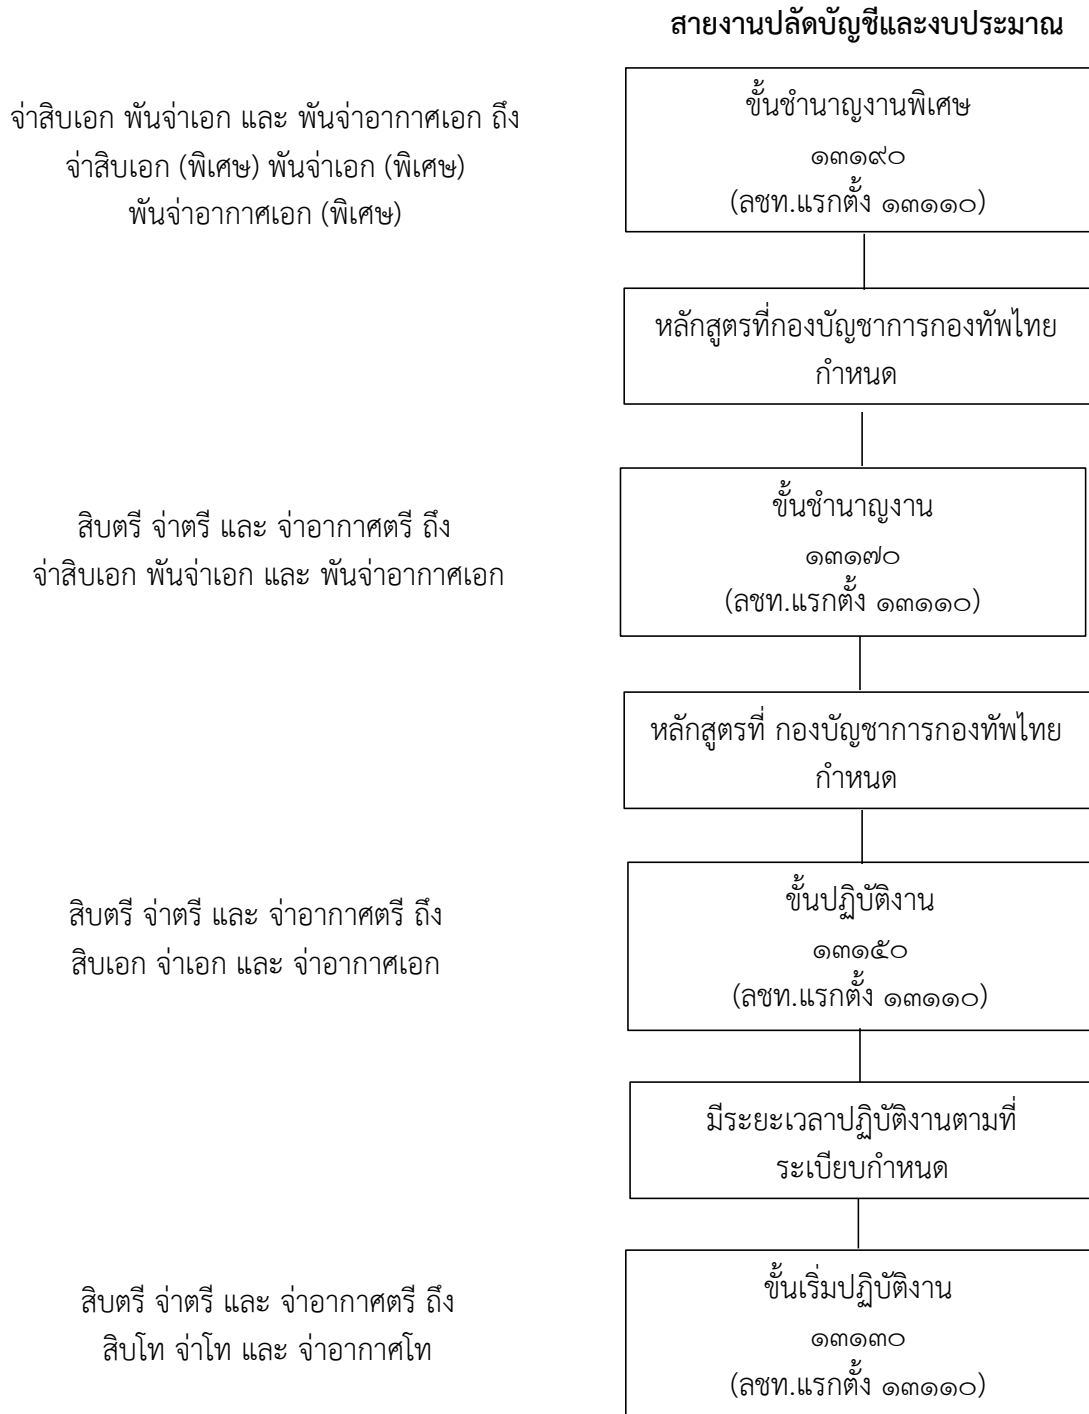 สายงานปลัดบัญชีและงบประมาณ
จ่าสิบเอก พันจ่าเอก และ พันจ่าอากาศเอก ถึง
จ่าสิบเอก (พิเศษ) พันจ่าเอก (พิเศษ)
พันจ่าอากาศเอก (พิเศษ)
ขั้นชำนาญงานพิเศษ
๑๓๑๙๐
(ลชท.แรกตั้ง ๑๓๑๑๐)
หลักสูตรที่กองบัญชาการกองทัพไทย
กำหนด
สิบตรี จ่าตรี และ จ่าอากาศตรี ถึง
จ่าสิบเอก พันจ่าเอก และ พันจ่าอากาศเอก
ขั้นชำนาญงาน
๑๓๑๗๐
(ลชท.แรกตั้ง ๑๓๑๑๐)
หลักสูตรที่ กองบัญชาการกองทัพไทย
กำหนด
สิบตรี จ่าตรี และ จ่าอากาศตรี ถึง
สิบเอก จ่าเอก และ จ่าอากาศเอก
ขั้นปฏิบัติงาน
๑๓๑๕๐
(ลชท.แรกตั้ง ๑๓๑๑๐)
มีระยะเวลาปฏิบัติงานตามที่
ระเบียบกำหนด
สิบตรี จ่าตรี และ จ่าอากาศตรี ถึง
สิบโท จ่าโท และ จ่าอากาศโท
ขั้นเริ่มปฏิบัติงาน
๑๓๑๓๐
(ลชท.แรกตั้ง ๑๓๑๑๐)